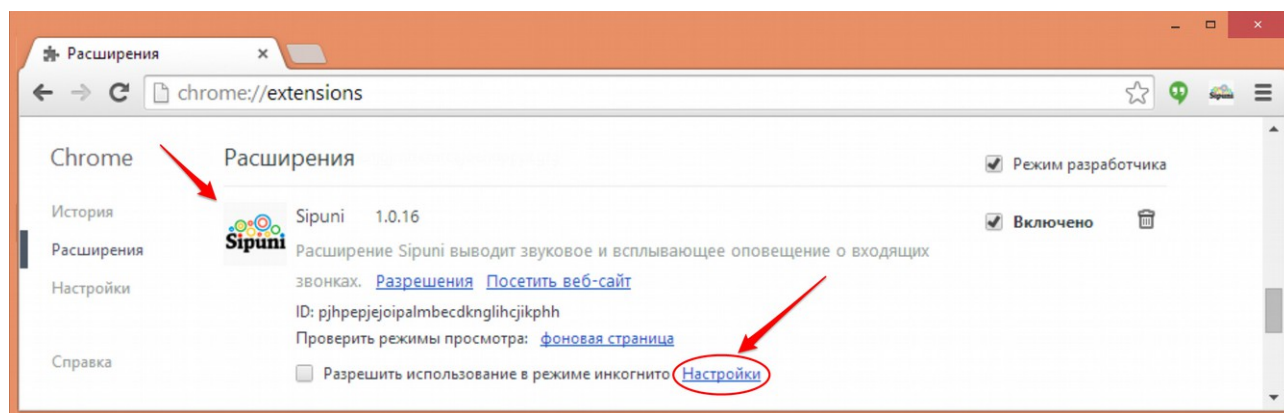 Расширения
chrome://extensions
Sipuni
Chrome
Расширения
Режим разработчика
История
Sipuni 1.0.16
Включено
Sipuni
Расширения
Расширение Sipuni выводит звуковое и всплывающее оповещение о входящих
звонках. Разрешения Посетить веб-сайт
Настройки
ID: pjhpepjejoipalmbecdknglihcjikphh
Проверить режимы просмотра: фоновая страница
Справка
Разрешить использование в режиме инкогнито Настройки